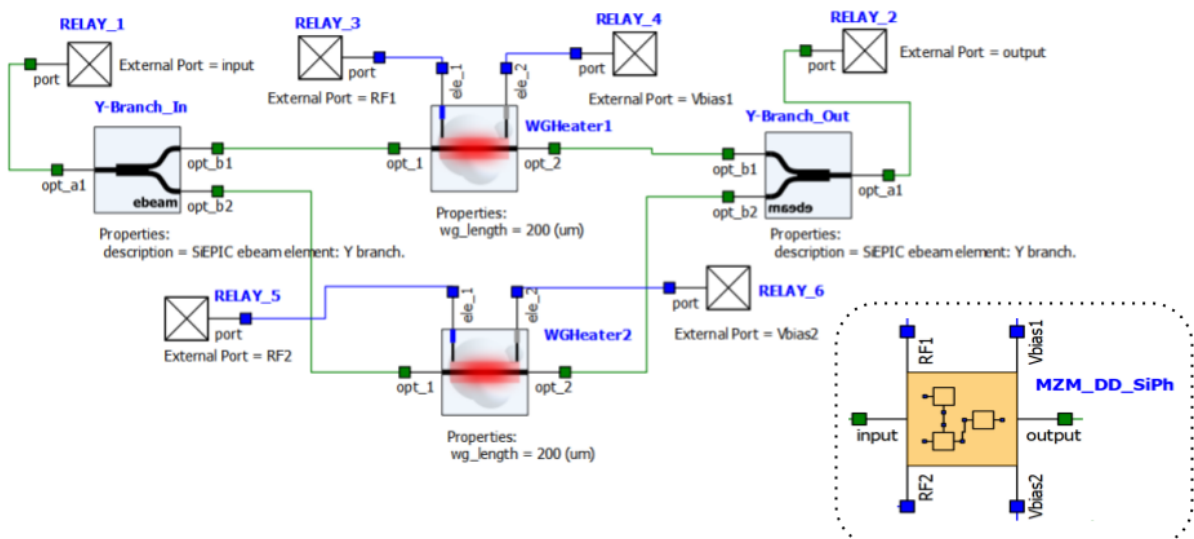 RELAY_1
port
External Port = input
RELAY_3
port
External Port = RF1
RELAY_4
port
External Port = Vbias1
RELAY_2
port
External Port = output
ele_1
ele_2
Y-Branch_In
opt_a1
opt_b1
opt_b2
ebeam
Properties:
description = SiEPIC ebeam element: Y branch.
WGHeater1
opt_1
opt_2
Properties:
wg_length = 200 (um)
Y-Branch_Out
opt_b1
opt_b2
opt_a1
ebeam
Properties:
description = SiEPIC ebeam element: Y branch.
RELAY_5
port
External Port = RF2
ele_1
ele_2
RELAY_6
port
External Port = Vbias2
WGHeater2
opt_1
opt_2
Properties:
wg_length = 200 (um)
RF1
Vbias1
MZM_DD_SiPh
input
output
RF2
Vbias2